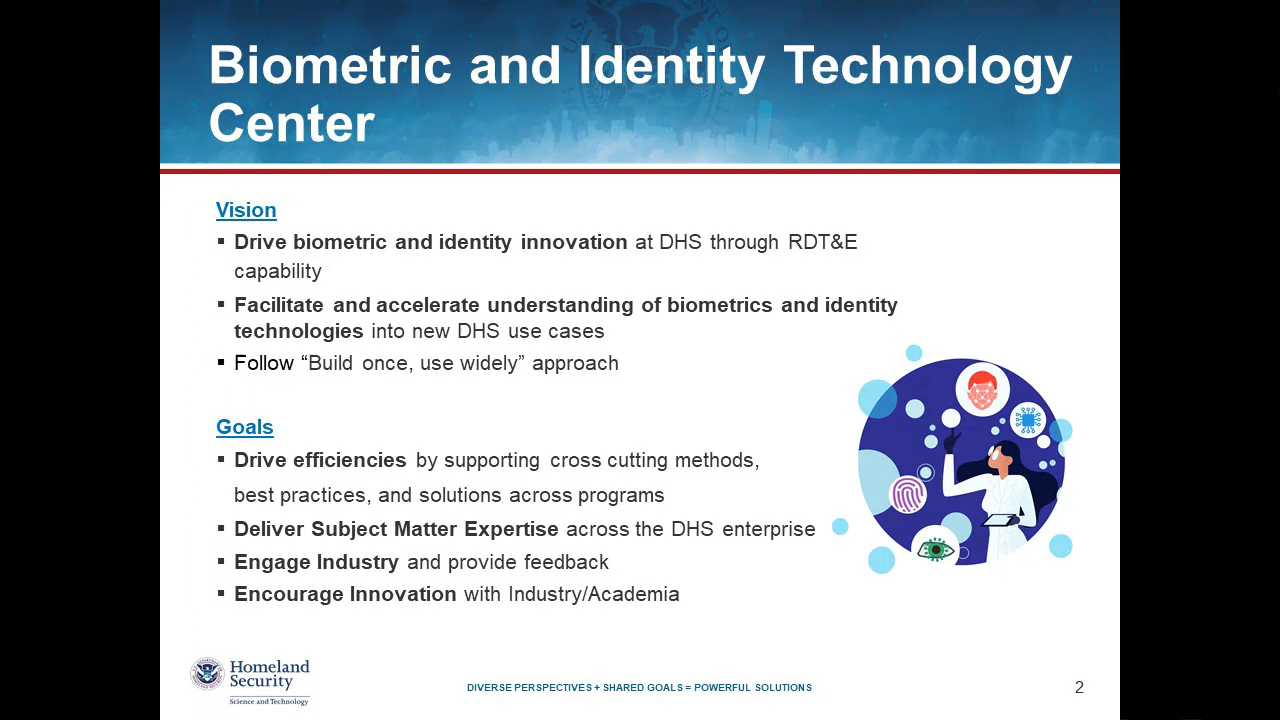 Biometric and Identity Technology
Center
Vision
▪ Drive biometric and identity innovation at DHS through RDT&E
capability
▪ Facilitate and accelerate understanding of biometrics and identity
technologies into new DHS use cases
▪ Follow “Build once, use widely” approach
Goals
▪ Drive efficiencies by supporting cross cutting methods,
best practices, and solutions across programs
▪ Deliver Subject Matter Expertise across the DHS enterprise
▪ Engage Industry and provide feedback
▪ Encourage Innovation with Industry/Academia
Homeland
Security
Science and Technology
DIVERSE PERSPECTIVES + SHARED GOALS = POWERFUL SOLUTIONS
2